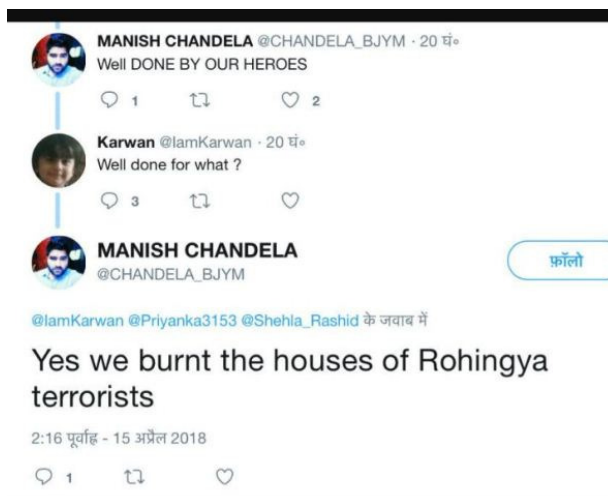 MANISH CHANDELA @CHANDELA_BJYM · 20 घं॰
Well DONE BY OUR HEROES
1 2
Karwan @IamKarwan · 20 घं॰
Well done for what ?
3
MANISH CHANDELA
@CHANDELA_BJYM
फ़ॉलो
@IamKarwan @Priyanka3153 @Shehla_Rashid के जवाब में
Yes we burnt the houses of Rohingya
terrorists
2:16 पूर्वाह्न - 15 अप्रैल 2018
1